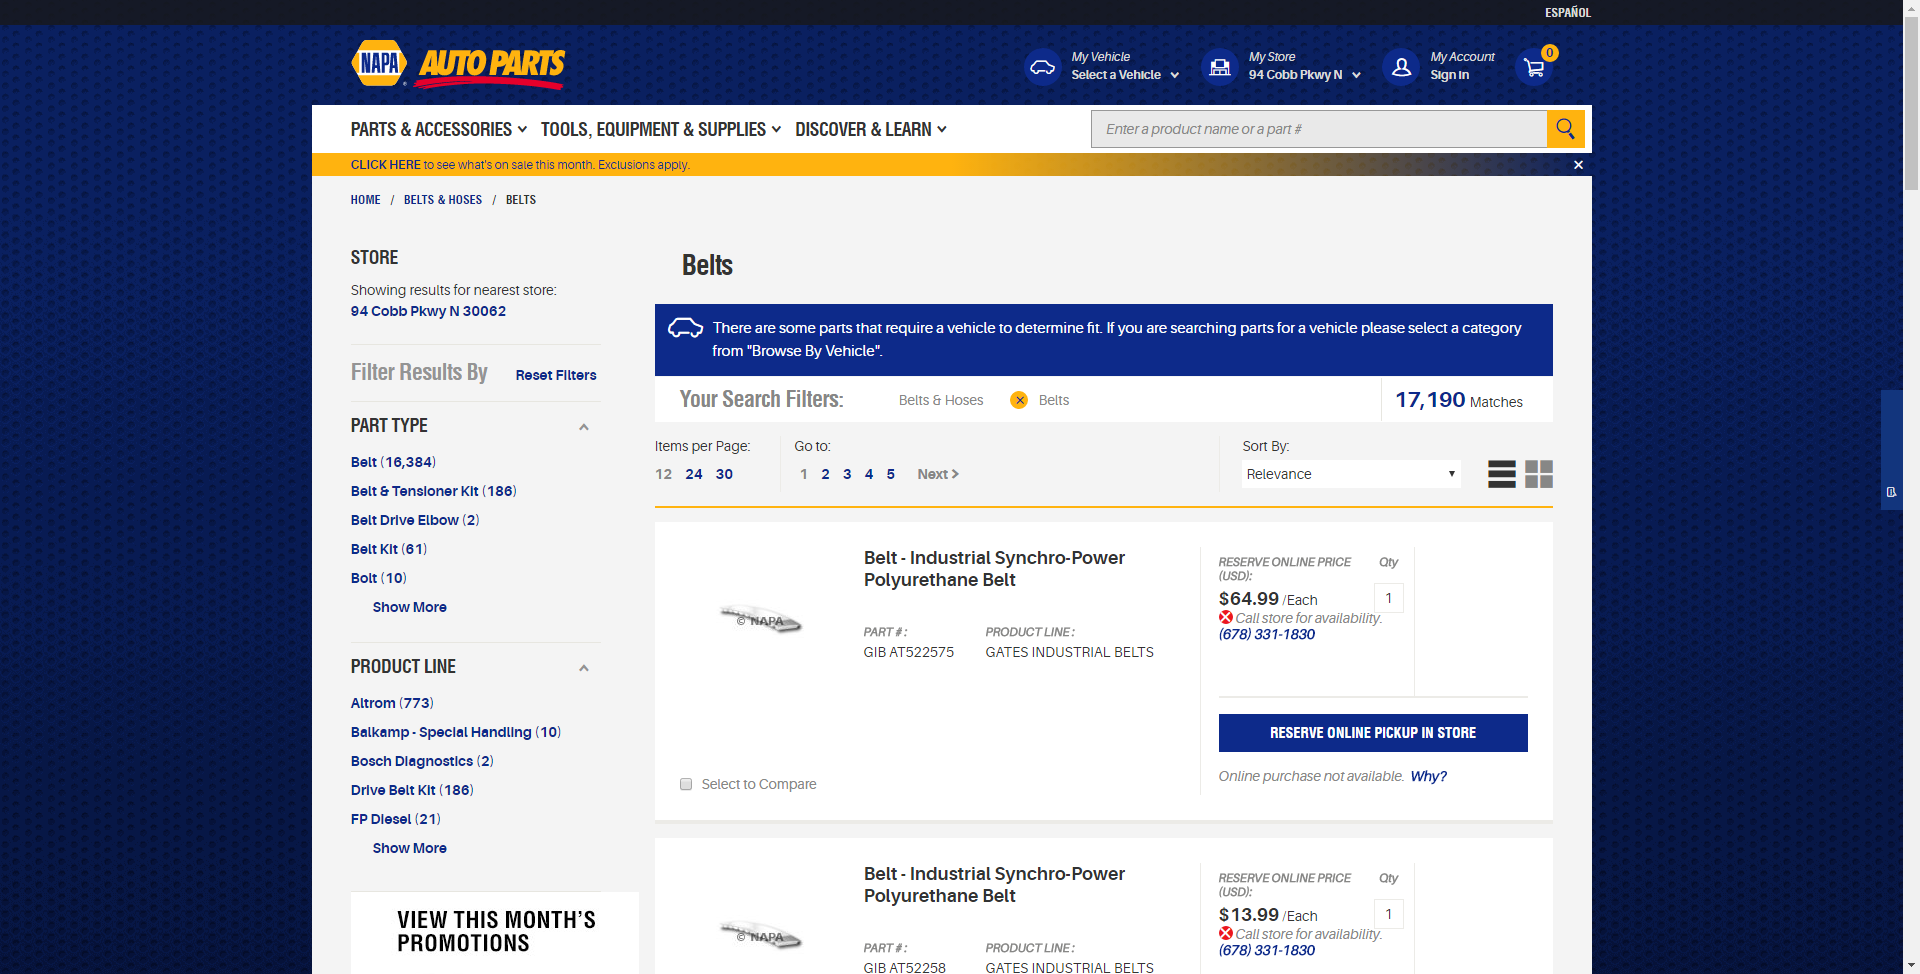 ESPAÑOL
NAPA AUTO PARTS
My Vehicle
Select a Vehicle
My Store
94 Cobb Pkwy N
My Account
Sign in
0
PARTS & ACCESSORIES TOOLS, EQUIPMENT & SUPPLIES DISCOVER & LEARN
Enter a product name or a part #
CLICK HERE to see what's on sale this month. Exclusions apply.
HOME / BELTS & HOSES / BELTS
STORE
Showing results for nearest store:
94 Cobb Pkwy N 30062
Filter Results By Reset Filters
PART TYPE
Belt (16,384)
Belt & Tensioner Kit (186)
Belt Drive Elbow (2)
Belt Kit (61)
Bolt (10)
Show More
PRODUCT LINE
Altrom (773)
Balkamp - Special Handling (10)
Bosch Diagnostics (2)
Drive Belt Kit (186)
FP Diesel (21)
Show More
VIEW THIS MONTH'S
PROMOTIONS
Belts
There are some parts that require a vehicle to determine fit. If you are searching parts for a vehicle please select a category
from "Browse By Vehicle".
Your Search Filters: Belts & Hoses Belts 17,190 Matches
Items per Page: Go to: Sort By:
12 24 30 1 2 3 4 5 Next > Relevance
Belt - Industrial Synchro-Power
Polyurethane Belt
© NAPA
PART # : PRODUCT LINE :
GIB AT522575 GATES INDUSTRIAL BELTS
Select to Compare
RESERVE ONLINE PRICE Qty
(USD):
$64.99 /Each 1
Call store for availability.
(678) 331-1830
RESERVE ONLINE PICKUP IN STORE
Online purchase not available. Why?
Belt - Industrial Synchro-Power
Polyurethane Belt
© NAPA
PART # : PRODUCT LINE :
GIB AT52258 GATES INDUSTRIAL BELTS
RESERVE ONLINE PRICE Qty
(USD):
$13.99 /Each 1
Call store for availability.
(678) 331-1830